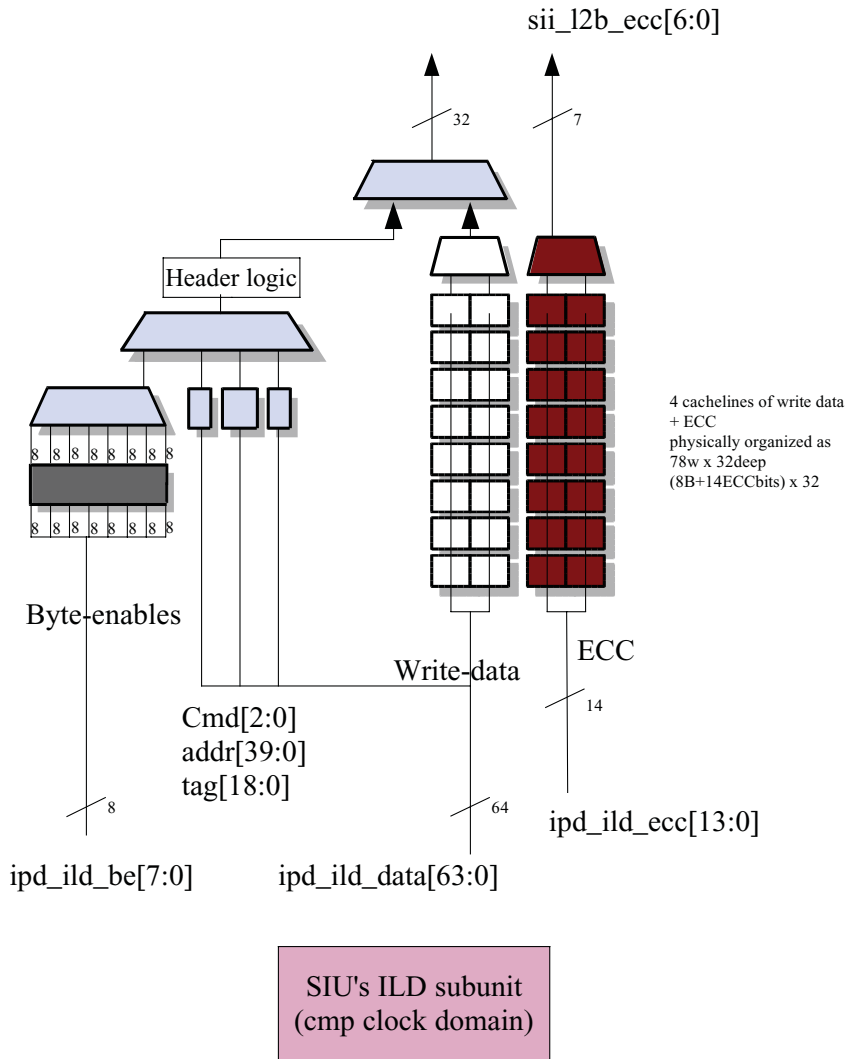 sii_l2b_ecc[6:0]
32
7
Header logic
4 cachelines of write data
+ ECC
physically organized as
78w x 32deep
(8B+14ECCbits) x 32
8 8 8 8 8 8 8 8
8 8 8 8 8 8 8 8
Byte-enables
Write-data
ECC
14
Cmd[2:0]
addr[39:0]
tag[18:0]
8
64
ipd_ild_ecc[13:0]
ipd_ild_be[7:0]
ipd_ild_data[63:0]
SIU's ILD subunit
(cmp clock domain)